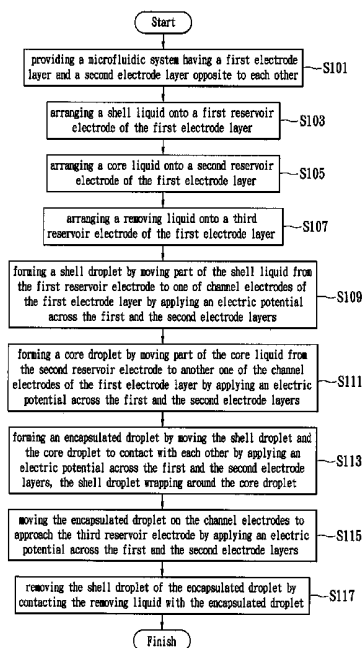 Start
providing a microfluidic system having a first electrode
layer and a second electrode layer opposite to each other
S101
arranging a shell liquid onto a first reservoir
electrode of the first electrode layer
S103
arranging a core liquid onto a second reservoir
electrode of the first electrode layer
S105
arranging a removing liquid onto a third
reservoir electrode of the first electrode layer
S107
forming a shell droplet by moving part of the shell liquid from
the first reservoir electrode to one of channel electrodes of
the first electrode layer by applying an electric potential
across the first and the second electrode layers
S109
forming a core droplet by moving part of the core liquid from
the second reservoir electrode to another one of the channel
electrodes of the first electrode layer by applying an electric
potential across the first and the second electrode layers
S111
forming an encapsulated droplet by moving the shell droplet and
the core droplet to contact with each other by applying an
electric potential across the first and the second electrode
layers, the shell droplet wrapping around the core droplet
S113
moving the encapsulated droplet on the channel electrodes to
approach the third reservoir electrode by applying an electric
potential across the first and the second electrode layers
S115
removing the shell droplet of the encapsulated droplet by
contacting the removing liquid with the encapsulated droplet
S117
Finish